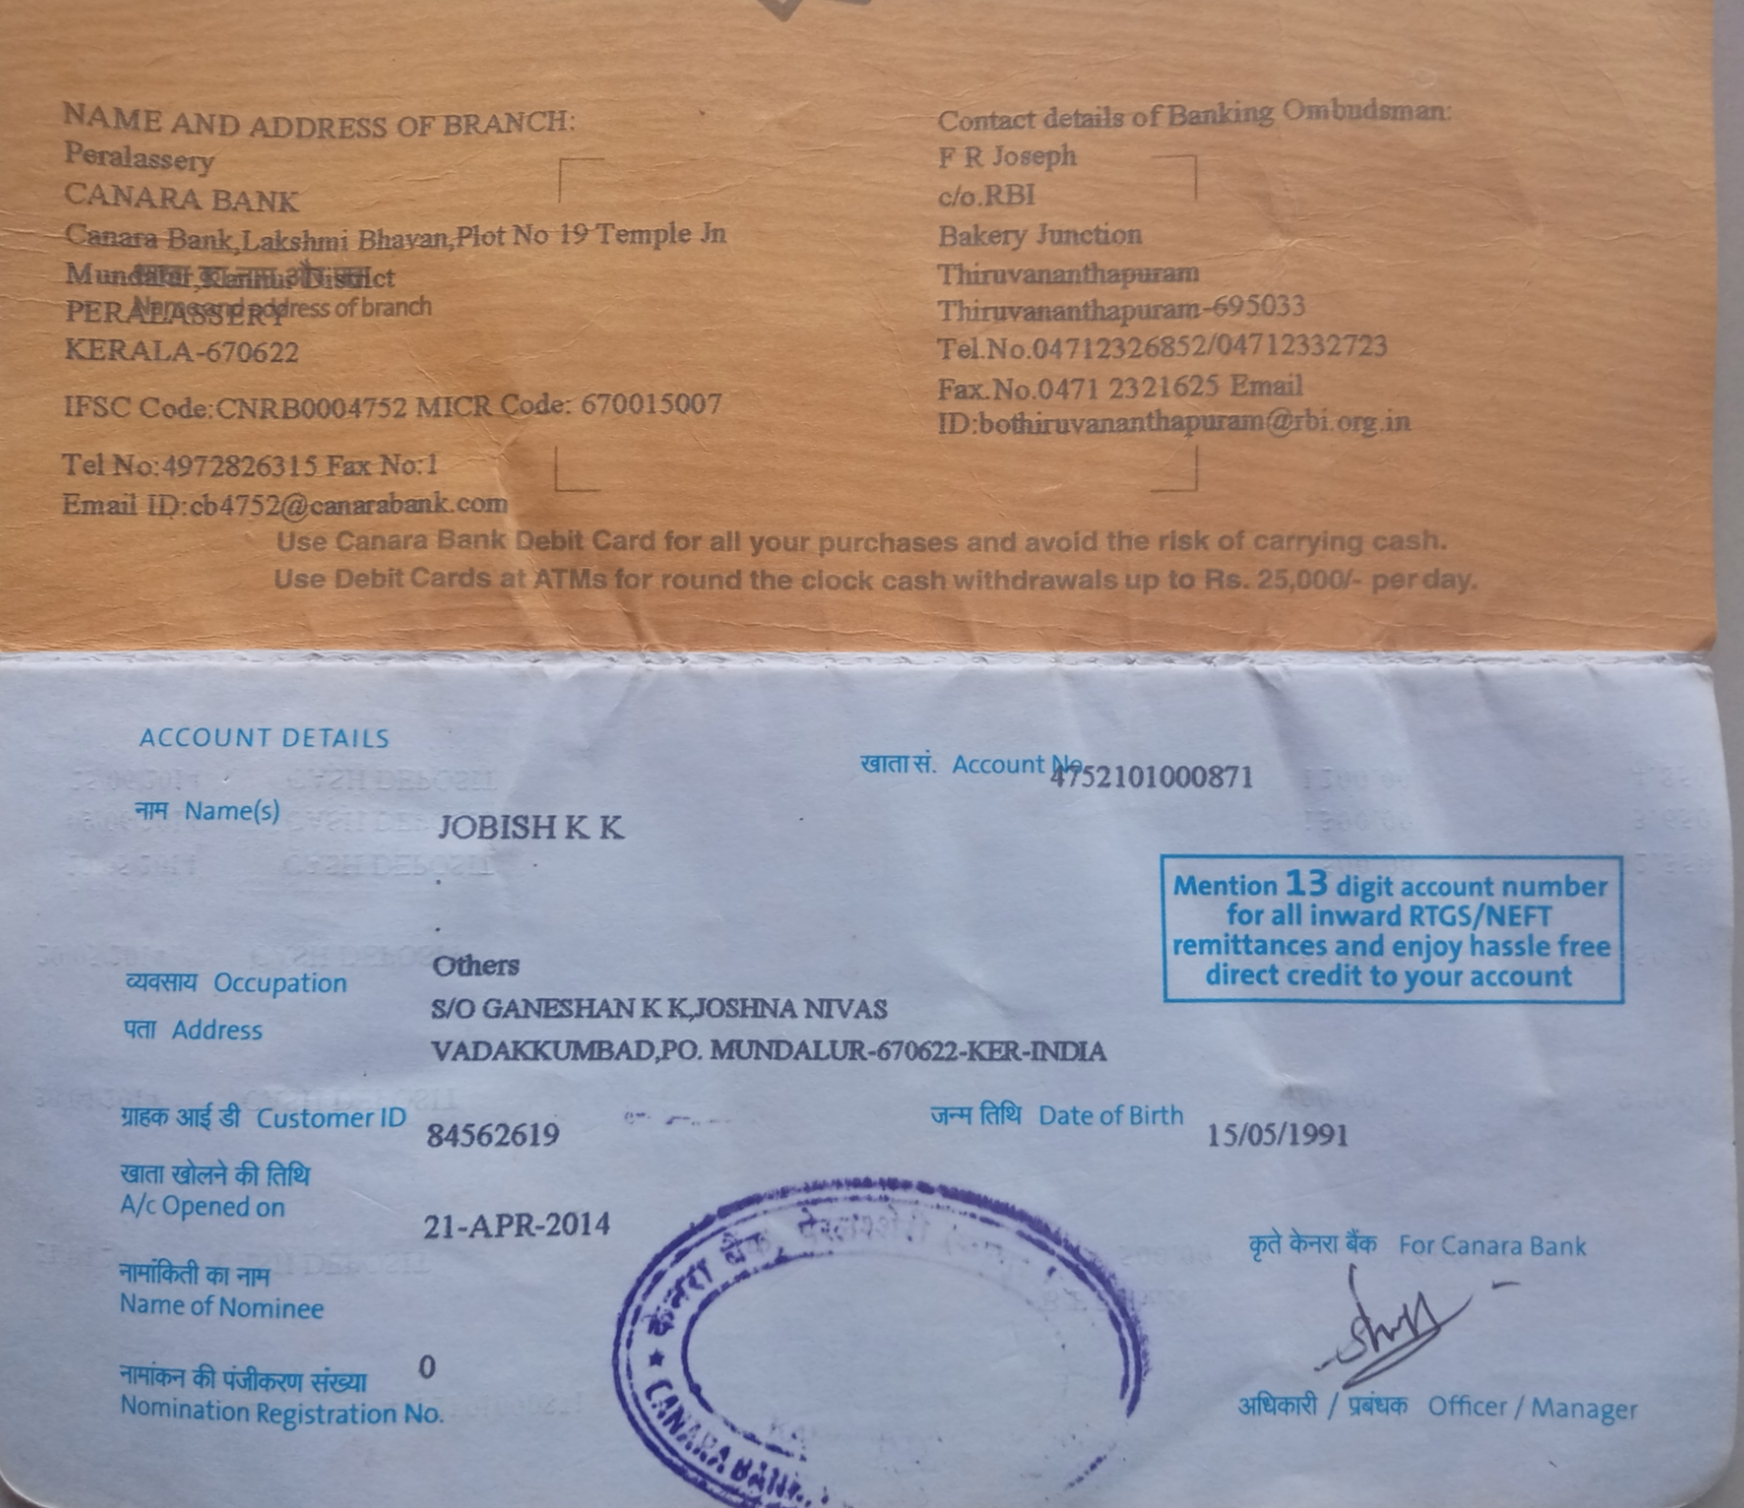 NAME AND ADDRESS OF BRANCH:
Peralassery
CANARA BANK
Canara Bank,Lakshmi Bhavan,Plot No 19 Temple Jn
Mundalur,Kannur District
शाखा का नाम और पता
PERALASSERY
Name and address of branch
KERALA-670622
IFSC Code:CNRB0004752 MICR Code: 670015007
Tel No:4972826315 Fax No:1
Email ID:cb4752@canarabank.com
Contact details of Banking Ombudsman:
F R Joseph
c/o.RBI
Bakery Junction
Thiruvananthapuram
Thiruvananthapuram-695033
Tel.No.04712326852/04712332723
Fax.No.0471 2321625 Email
ID:bothiruvananthapuram@rbi.org.in
Use Canara Bank Debit Card for all your purchases and avoid the risk of carrying cash.
Use Debit Cards at ATMs for round the clock cash withdrawals up to Rs. 25,000/- per day.
ACCOUNT DETAILS
खाता सं. Account No 4752101000871
नाम Name(s) JOBISH K K
Mention 13 digit account number
for all inward RTGS/NEFT
remittances and enjoy hassle free
direct credit to your account
व्यवसाय Occupation Others
पता Address S/O GANESHAN K K,JOSHNA NIVAS
VADAKKUMBAD,PO. MUNDALUR-670622-KER-INDIA
ग्राहक आई डी Customer ID 84562619
जन्म तिथि Date of Birth 15/05/1991
खाता खोलने की तिथि
A/c Opened on 21-APR-2014
नामांकिती का नाम
Name of Nominee
नामांकन की पंजीकरण संख्या 0
Nomination Registration No.
केनरा बैंक,
CANARA BANK,
कृते केनरा बैंक For Canara Bank
अधिकारी / प्रबंधक Officer / Manager